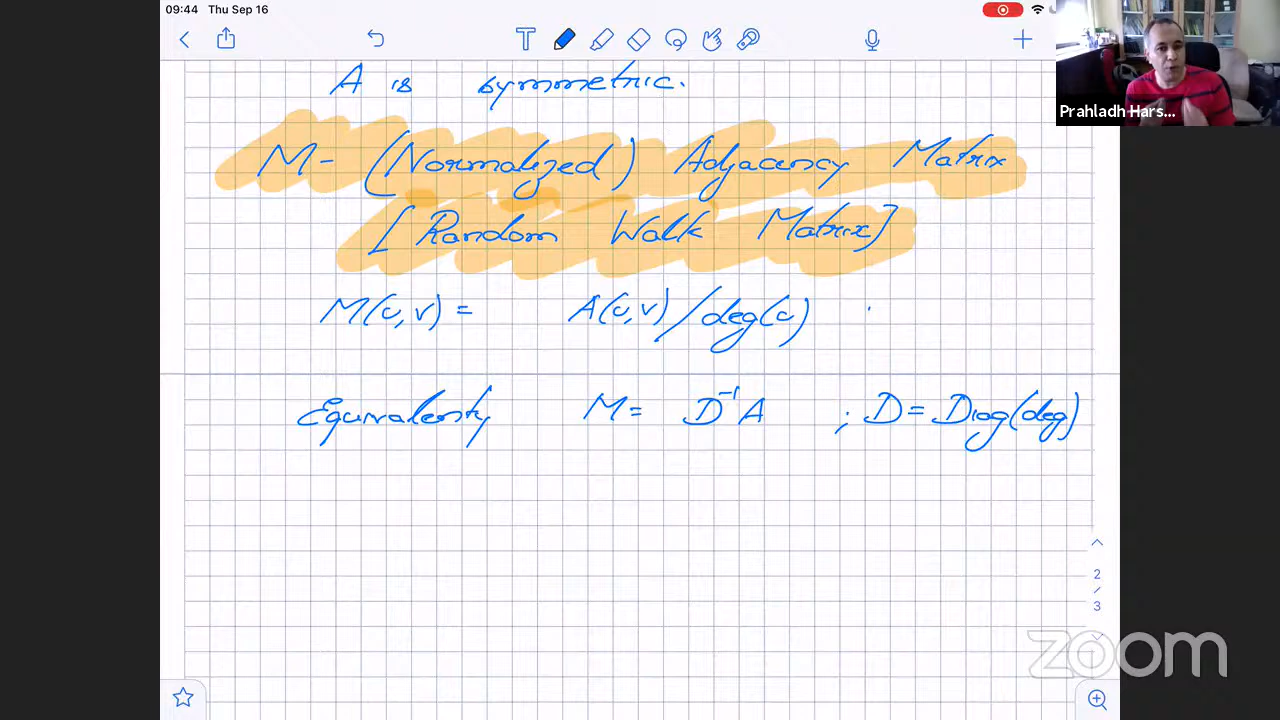 09:44 Thu Sep 16
A is symmetric.
Prahladh Hars...
M- (Normalized) Adjacency Matrix
[Random Walk Matrix]
M(u,v) = A(u,v)/deg(u)
Equivalently M = D⁻¹A ; D = Diag(deg)
2
/
3
zoom